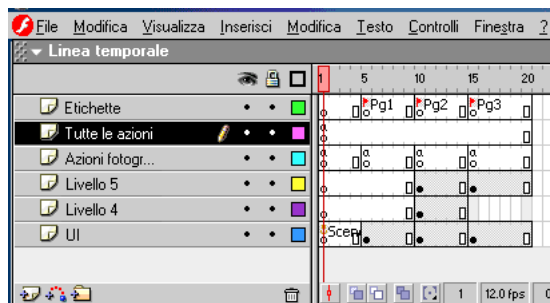 File Modifica Visualizza Inserisci Modifica Testo Controlli Finestra ?
Linea temporale
1 5 10 15 20
Etichette Pg1 Pg2 Pg3
Tutte le azioni
Azioni fotogr...
Livello 5
Livello 4
UI
1 12.0 fps